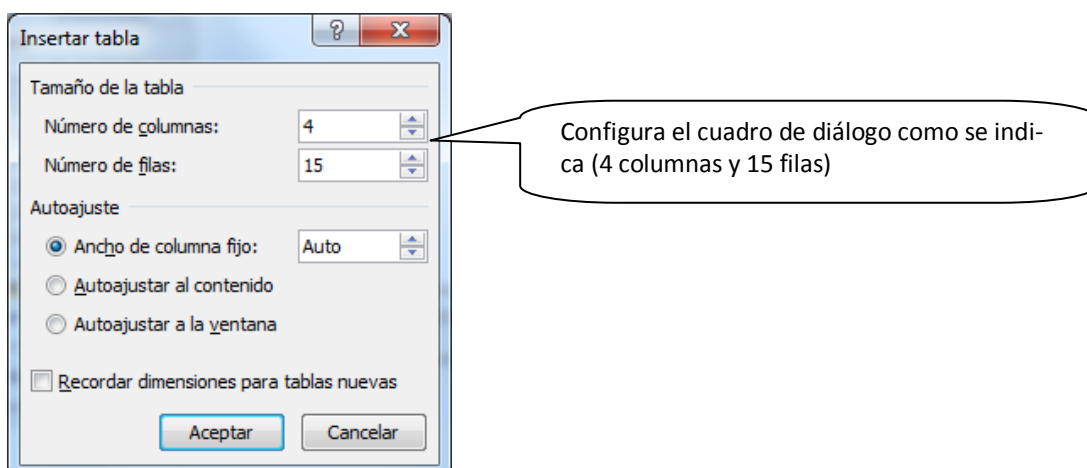 Insertar tabla
Tamaño de la tabla
Número de columnas: 4
Número de filas: 15
Autoajuste
Ancho de columna fijo: Auto
Autoajustar al contenido
Autoajustar a la ventana
Recordar dimensiones para tablas nuevas
Aceptar Cancelar
Configura el cuadro de diálogo como se indi-
ca (4 columnas y 15 filas)